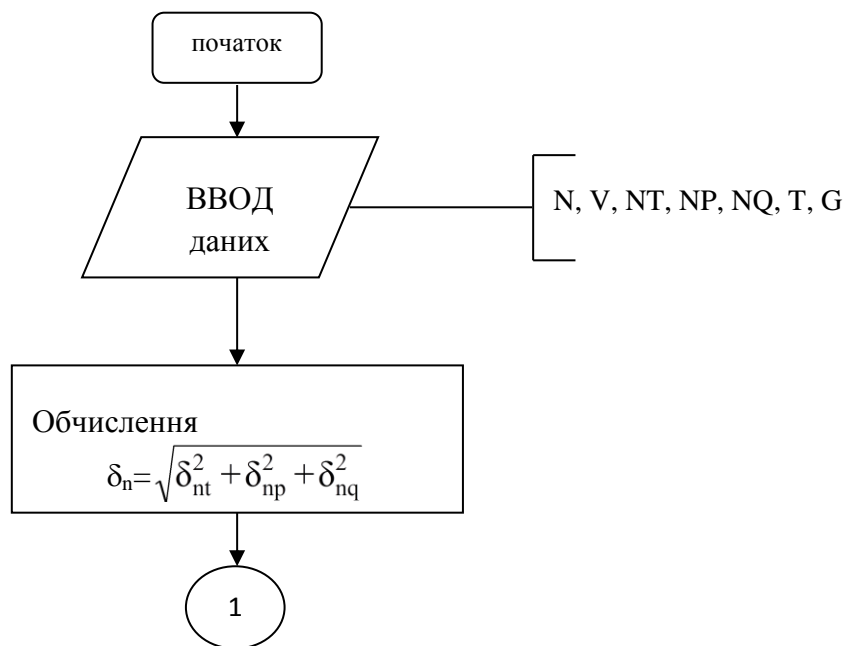 початок
ВВОД
даних
N, V, NT, NP, NQ, T, G
Обчислення
δₙ=√(δ²ₙₜ + δ²ₙₚ + δ²nq)
1